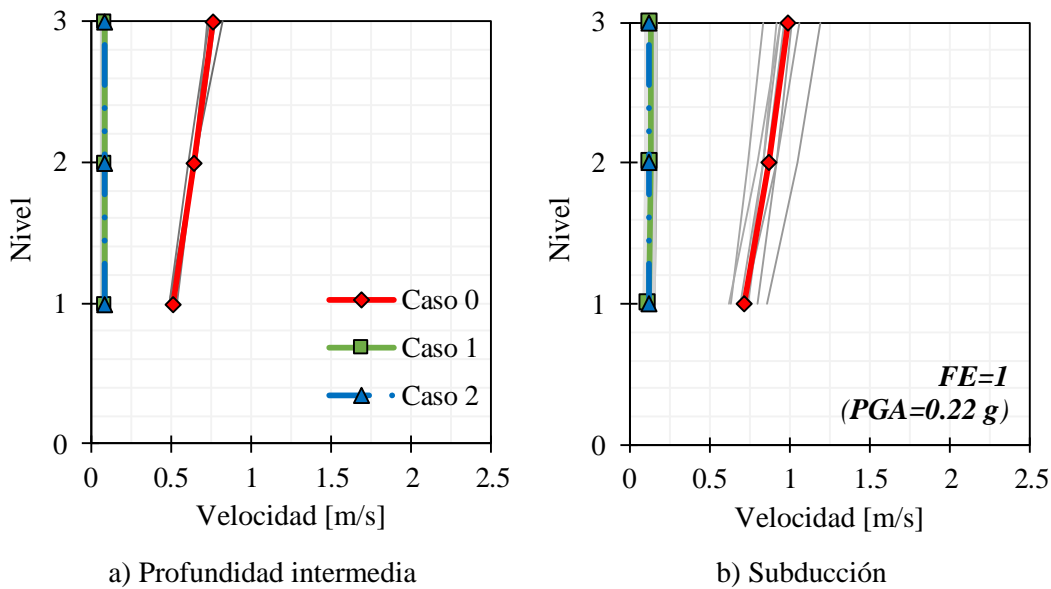 3
2
1
0
Nivel
0
0.5
1
1.5
2
2.5
Velocidad [m/s]
Caso 0
Caso 1
Caso 2
a) Profundidad intermedia
3
2
1
0
Nivel
0
0.5
1
1.5
2
2.5
Velocidad [m/s]
FE=1
(PGA=0.22 g)
b) Subducción